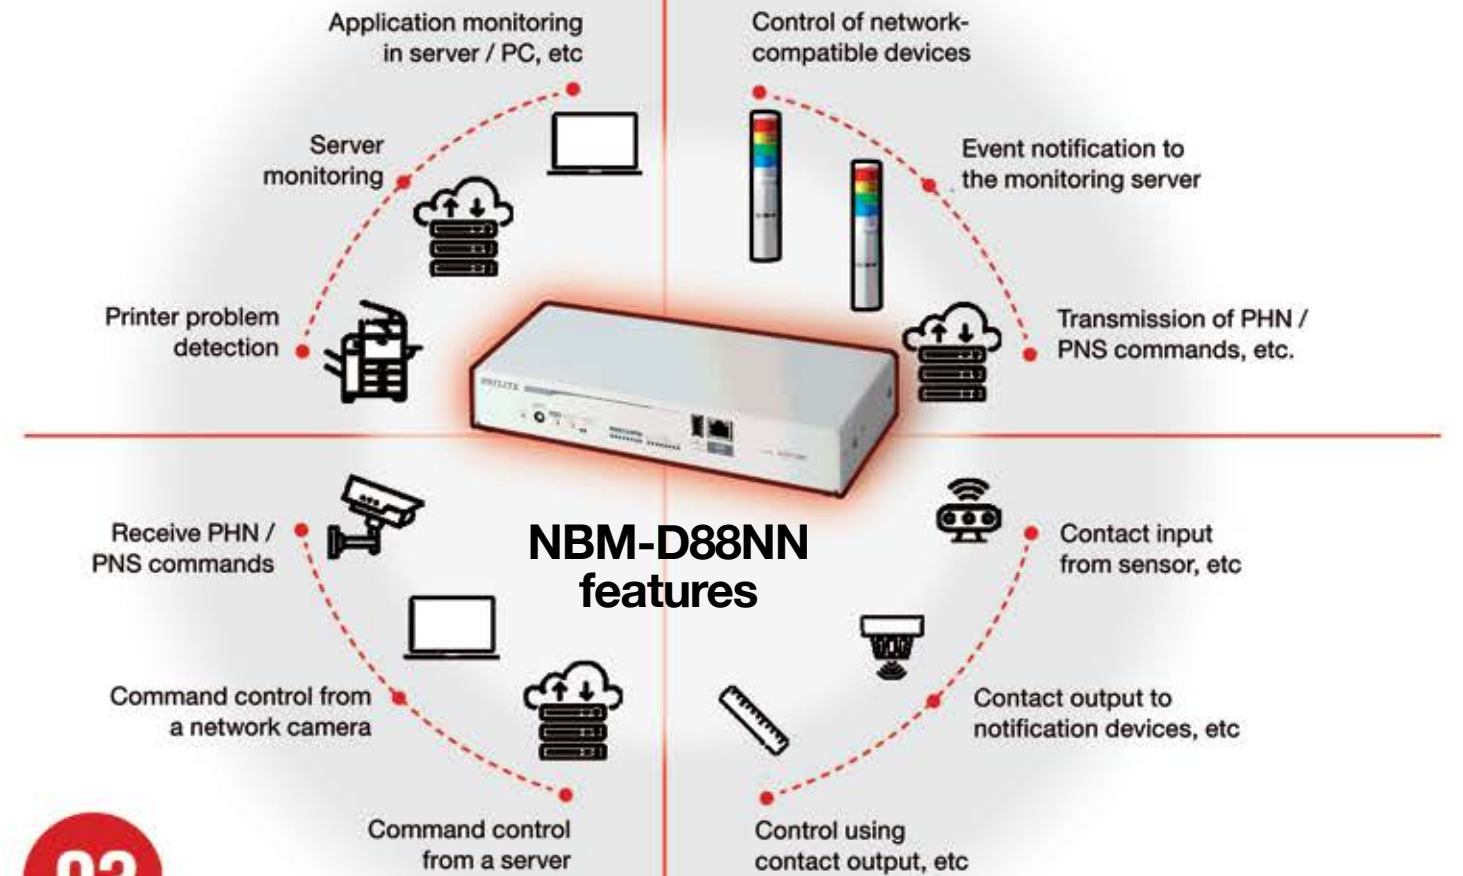 Application monitoring
in server / PC, etc
Control of network-
compatible devices
Server
monitoring
Event notification to
the monitoring server
Printer problem
detection
Transmission of PHN /
PNS commands, etc.
Receive PHN /
PNS commands
NBM-D88NN
features
Contact input
from sensor, etc
Command control from
a network camera
Contact output to
notification devices, etc
Command control
from a server
Control using
contact output, etc